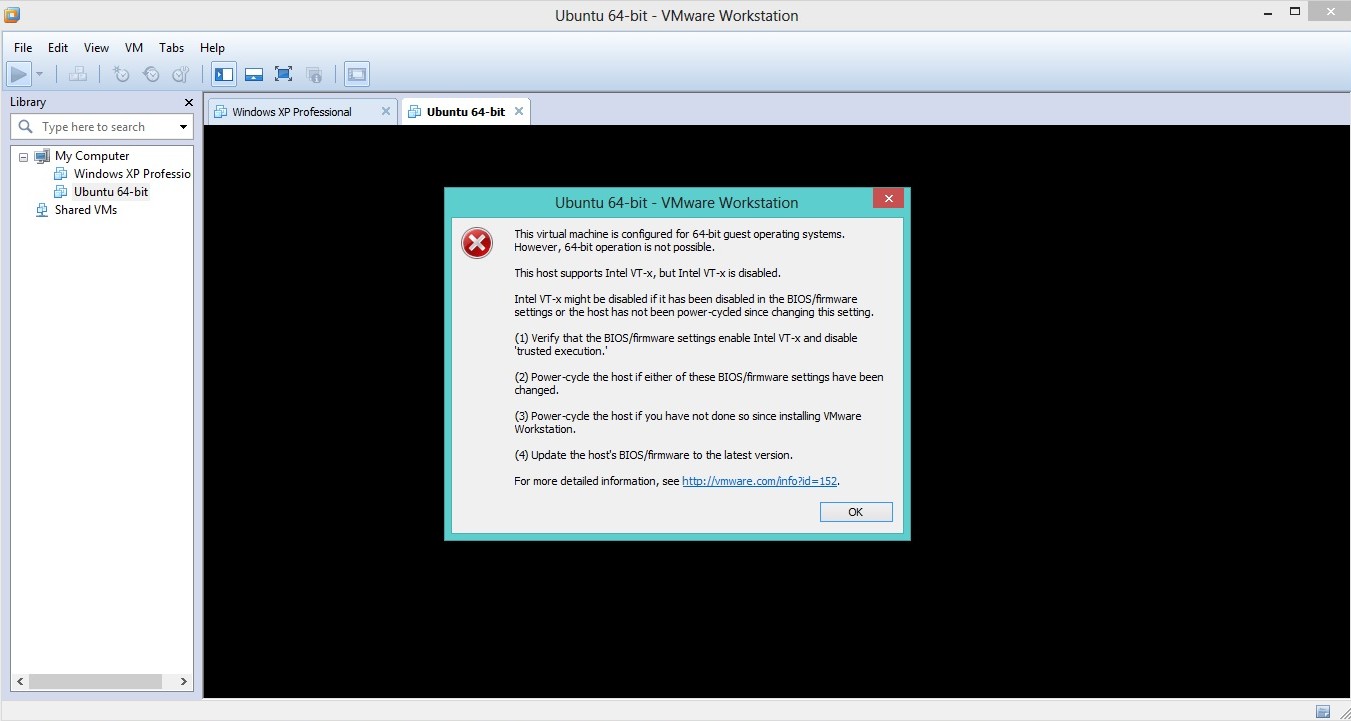 Ubuntu 64-bit - VMware Workstation
File Edit View VM Tabs Help
Library
Type here to search
My Computer
Windows XP Professio
Ubuntu 64-bit
Shared VMs
Windows XP Professional
Ubuntu 64-bit
Ubuntu 64-bit - VMware Workstation
This virtual machine is configured for 64-bit guest operating systems.
However, 64-bit operation is not possible.
This host supports Intel VT-x, but Intel VT-x is disabled.
Intel VT-x might be disabled if it has been disabled in the BIOS/firmware
settings or the host has not been power-cycled since changing this setting.
(1) Verify that the BIOS/firmware settings enable Intel VT-x and disable
'trusted execution.'
(2) Power-cycle the host if either of these BIOS/firmware settings have been
changed.
(3) Power-cycle the host if you have not done so since installing VMware
Workstation.
(4) Update the host's BIOS/firmware to the latest version.
For more detailed information, see http://vmware.com/info?id=152.
OK